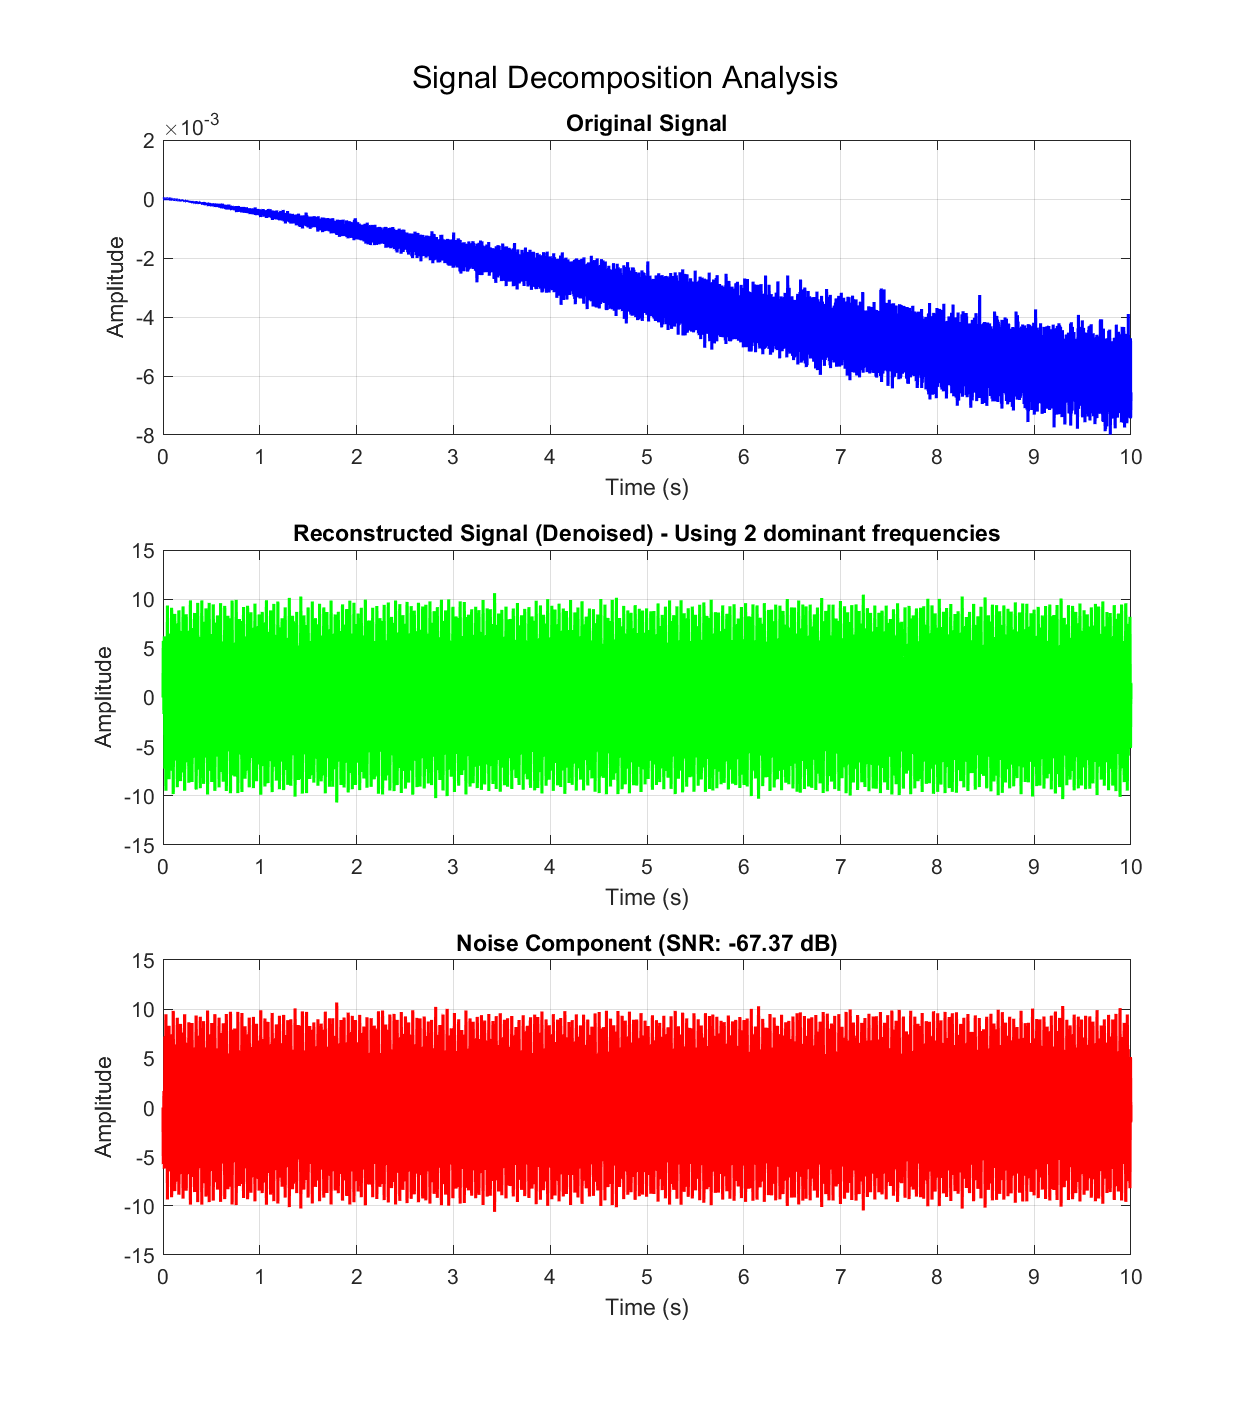 Signal Decomposition Analysis
Original Signal
×10-3
2
0
-2
-4
-6
-8
Amplitude
0 1 2 3 4 5 6 7 8 9 10
Time (s)
Reconstructed Signal (Denoised) - Using 2 dominant frequencies
15
10
5
0
-5
-10
-15
Amplitude
0 1 2 3 4 5 6 7 8 9 10
Time (s)
Noise Component (SNR: -67.37 dB)
15
10
5
0
-5
-10
-15
Amplitude
0 1 2 3 4 5 6 7 8 9 10
Time (s)